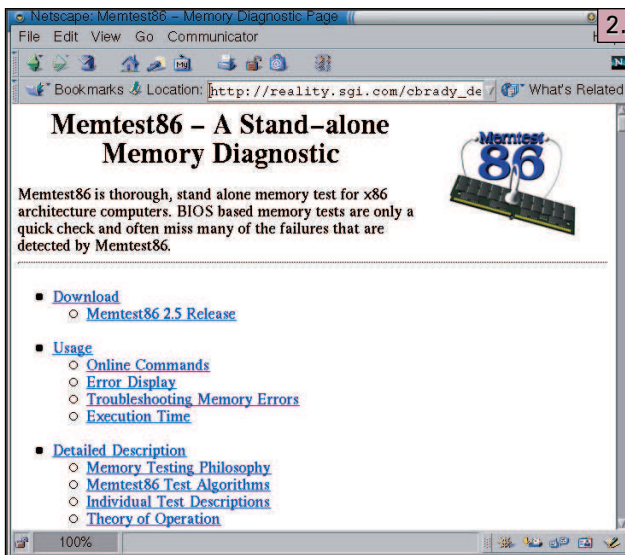 Netscape: Memtest86 – Memory Diagnostic Page
2.
File Edit View Go Communicator
My
N
Bookmarks Location: http://reality.sgi.com/cbrady_de What's Related
Memtest86 – A Stand–alone
Memory Diagnostic
Memtest
86
Memtest86 is thorough, stand alone memory test for x86
architecture computers. BIOS based memory tests are only a
quick check and often miss many of the failures that are
detected by Memtest86.
Download
Memtest86 2.5 Release
Usage
Online Commands
Error Display
Troubleshooting Memory Errors
Execution Time
Detailed Description
Memory Testing Philosophy
Memtest86 Test Algorithms
Individual Test Descriptions
Theory of Operation
100%